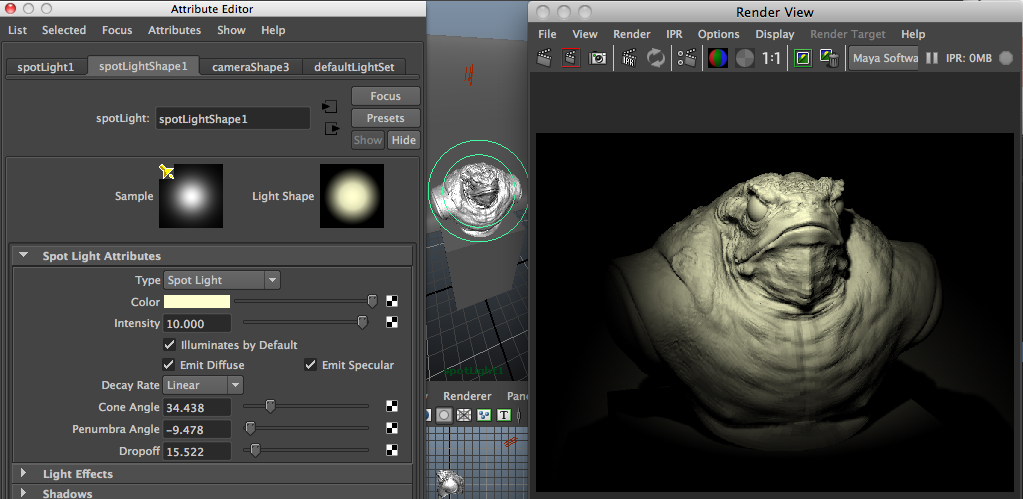 Attribute Editor
List Selected Focus Attributes Show Help
spotLight1 spotLightShape1 cameraShape3 defaultLightSet
Focus
spotLight: spotLightShape1 Presets
Show Hide
Sample Light Shape
Spot Light Attributes
Type Spot Light
Color
Intensity 10.000
Illuminates by Default
Emit Diffuse Emit Specular
Decay Rate Linear
Cone Angle 34.438
Penumbra Angle -9.478
Dropoff 15.522
Light Effects
Shadows
spotLight1
Renderer Pan
T
Render View
File View Render IPR Options Display Render Target Help
IPR 1:1 Maya Softwa IPR: 0MB